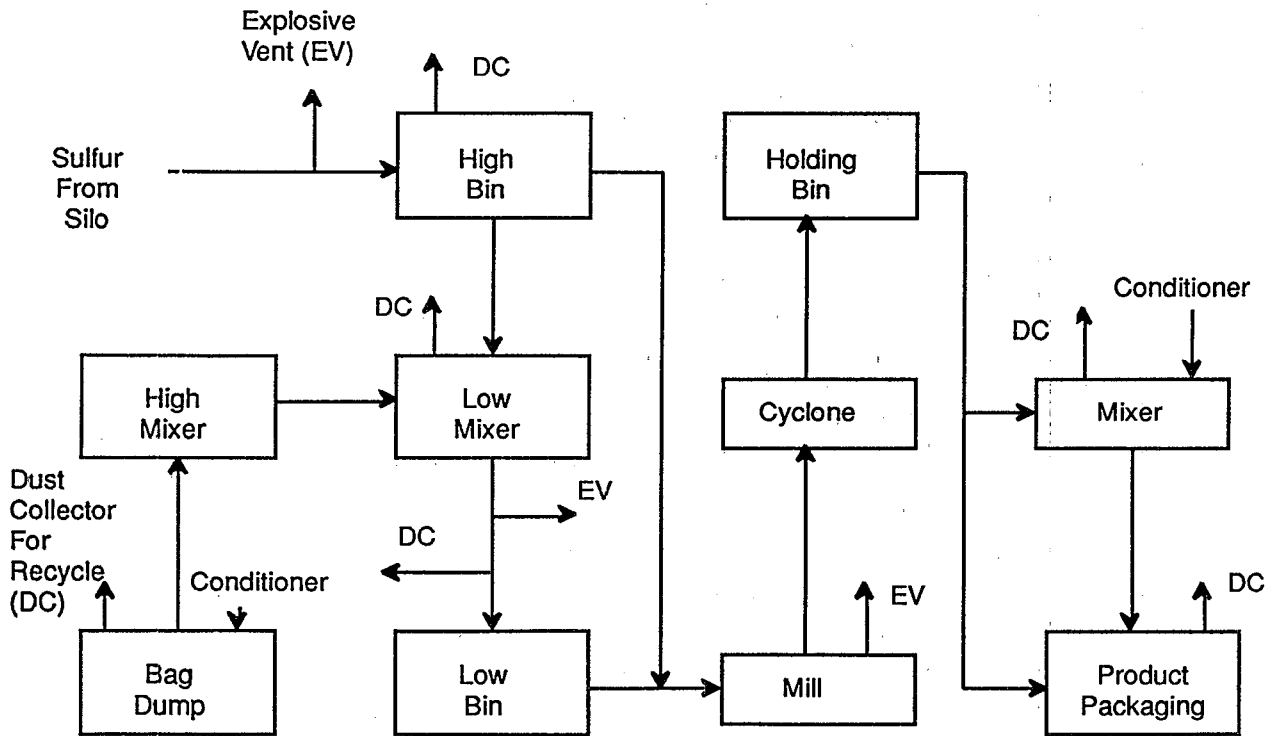 Explosive
Vent (EV)
DC
Sulfur
From
Silo
High
Bin
Holding
Bin
DC
Conditioner
DC
High
Mixer
Low
Mixer
Cyclone
Mixer
Dust
Collector
For
Recycle
(DC)
EV
DC
Conditioner
EV
DC
Bag
Dump
Low
Bin
Mill
Product
Packaging